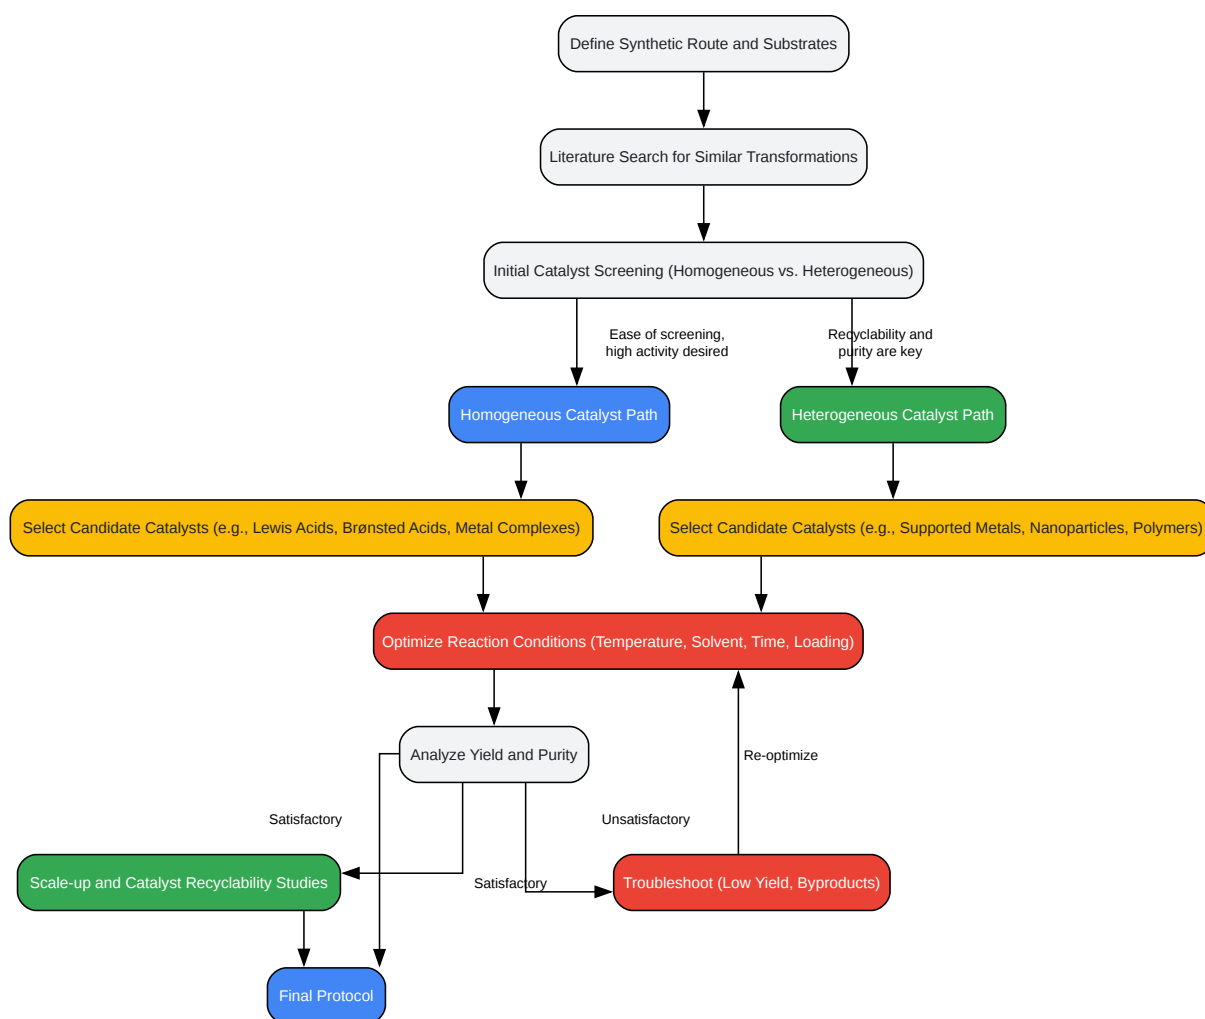 Define Synthetic Route and Substrates
Literature Search for Similar Transformations
Initial Catalyst Screening (Homogeneous vs. Heterogeneous)
Ease of screening,
high activity desired
Recyclability and
purity are key
Homogeneous Catalyst Path
Heterogeneous Catalyst Path
Select Candidate Catalysts (e.g., Lewis Acids, Brønsted Acids, Metal Complexes)
Select Candidate Catalysts (e.g., Supported Metals, Nanoparticles, Polymers)
Optimize Reaction Conditions (Temperature, Solvent, Time, Loading)
Analyze Yield and Purity
Re-optimize
Satisfactory
Unsatisfactory
Scale-up and Catalyst Recyclability Studies
Satisfactory
Troubleshoot (Low Yield, Byproducts)
Final Protocol